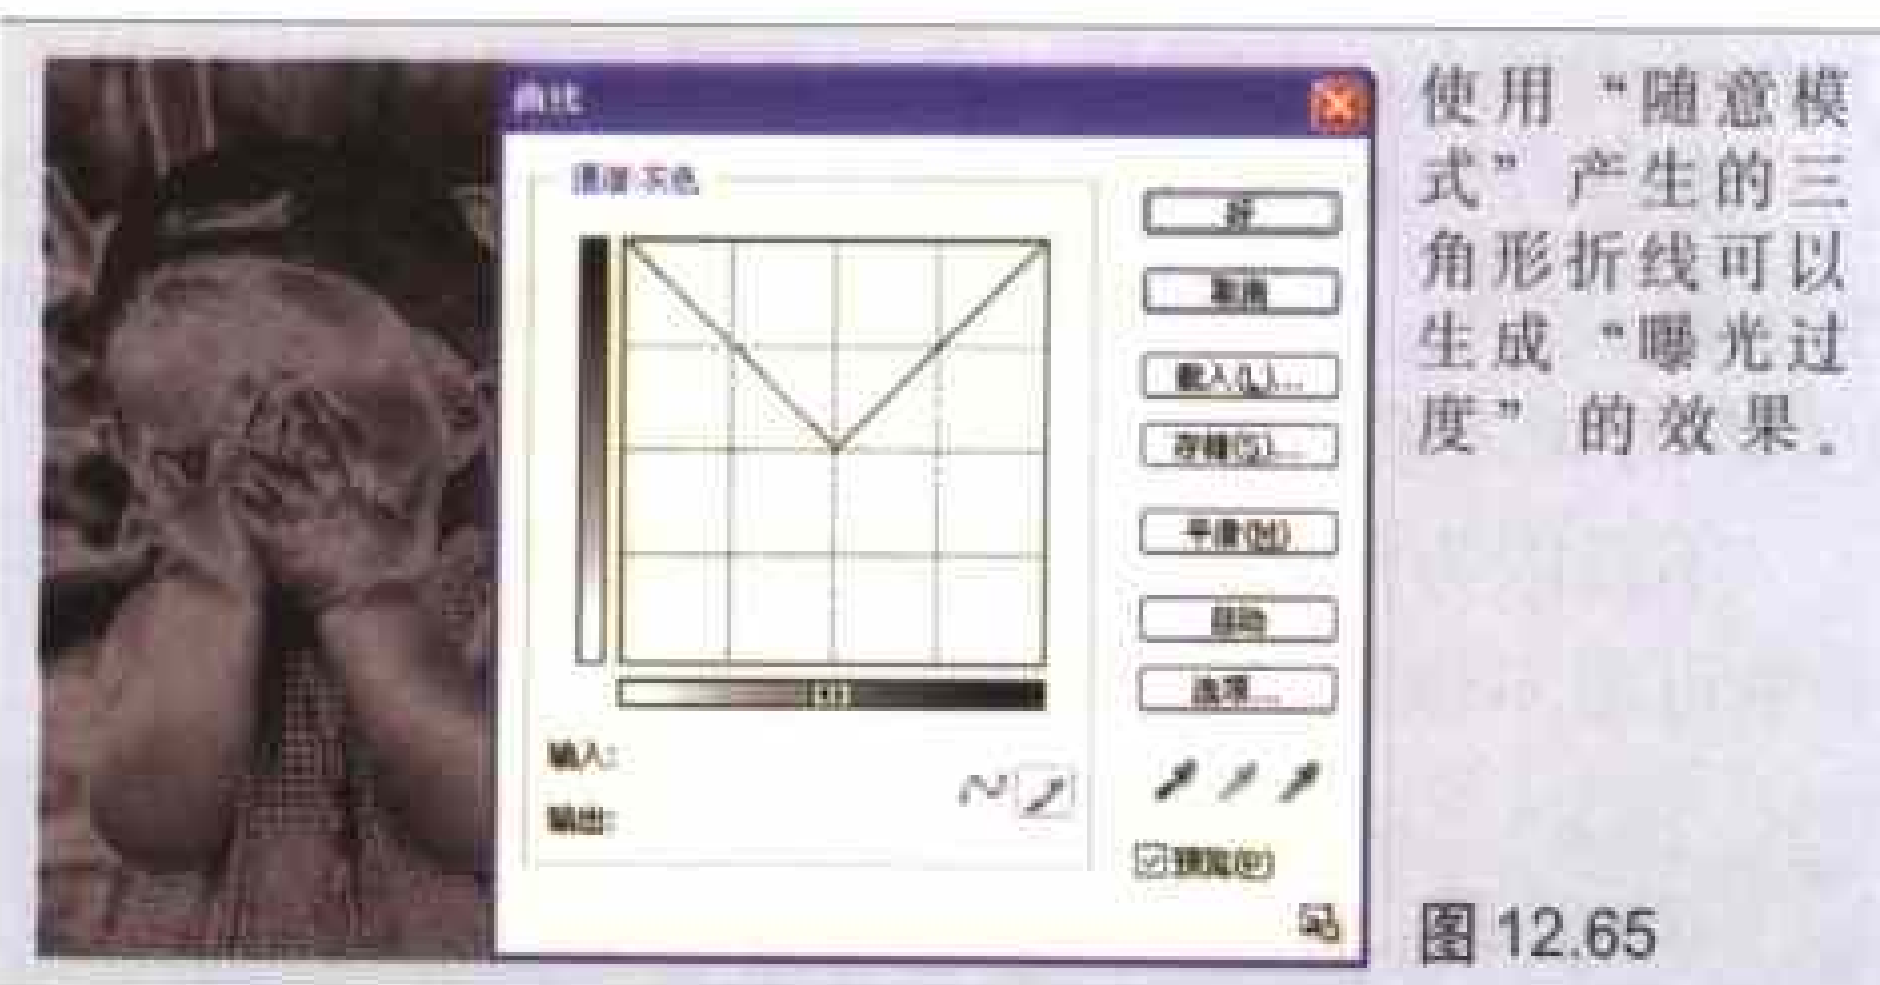 曲线
通道:灰色
好
取消
载入(L)...
存储(S)...
平滑(M)
自动
选项...
输入:
输出:
预览(P)
使用“随意模
式”产生的三
角形折线可以
生成“曝光过
度”的效果。
图 12.65